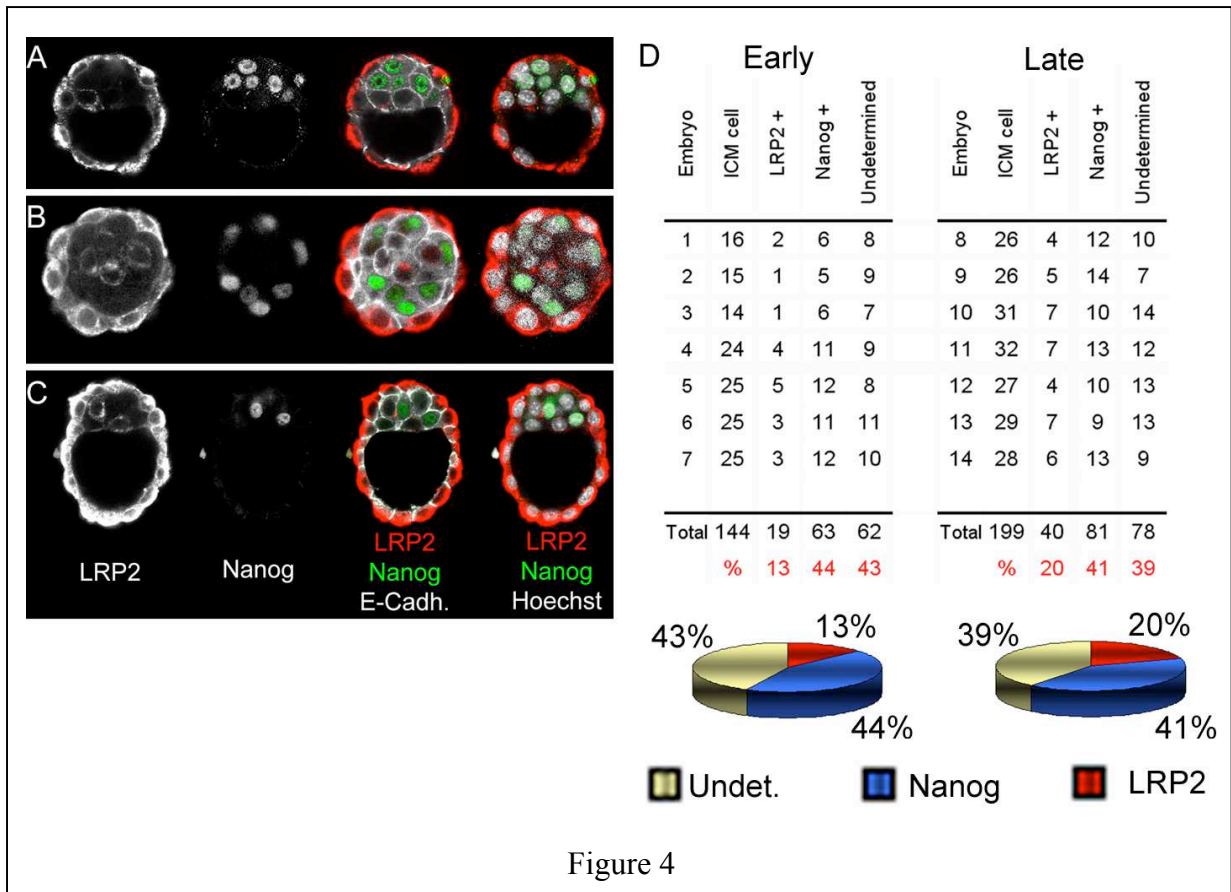 A
B
C
LRP2 Nanog LRP2 LRP2
Nanog Nanog
E-Cadh. Hoechst
D Early Late
Embryo ICM cell LRP2 + Nanog + Undetermined Embryo ICM cell LRP2 + Nanog + Undetermined
1 16 2 6 8 8 26 4 12 10
2 15 1 5 9 9 26 5 14 7
3 14 1 6 7 10 31 7 10 14
4 24 4 11 9 11 32 7 13 12
5 25 5 12 8 12 27 4 10 13
6 25 3 11 11 13 29 7 9 13
7 25 3 12 10 14 28 6 13 9
Total 144 19 63 62 Total 199 40 81 78
% 13 44 43 % 20 41 39
43% 13% 39% 20%
44% 41%
Undet. Nanog LRP2
Figure 4